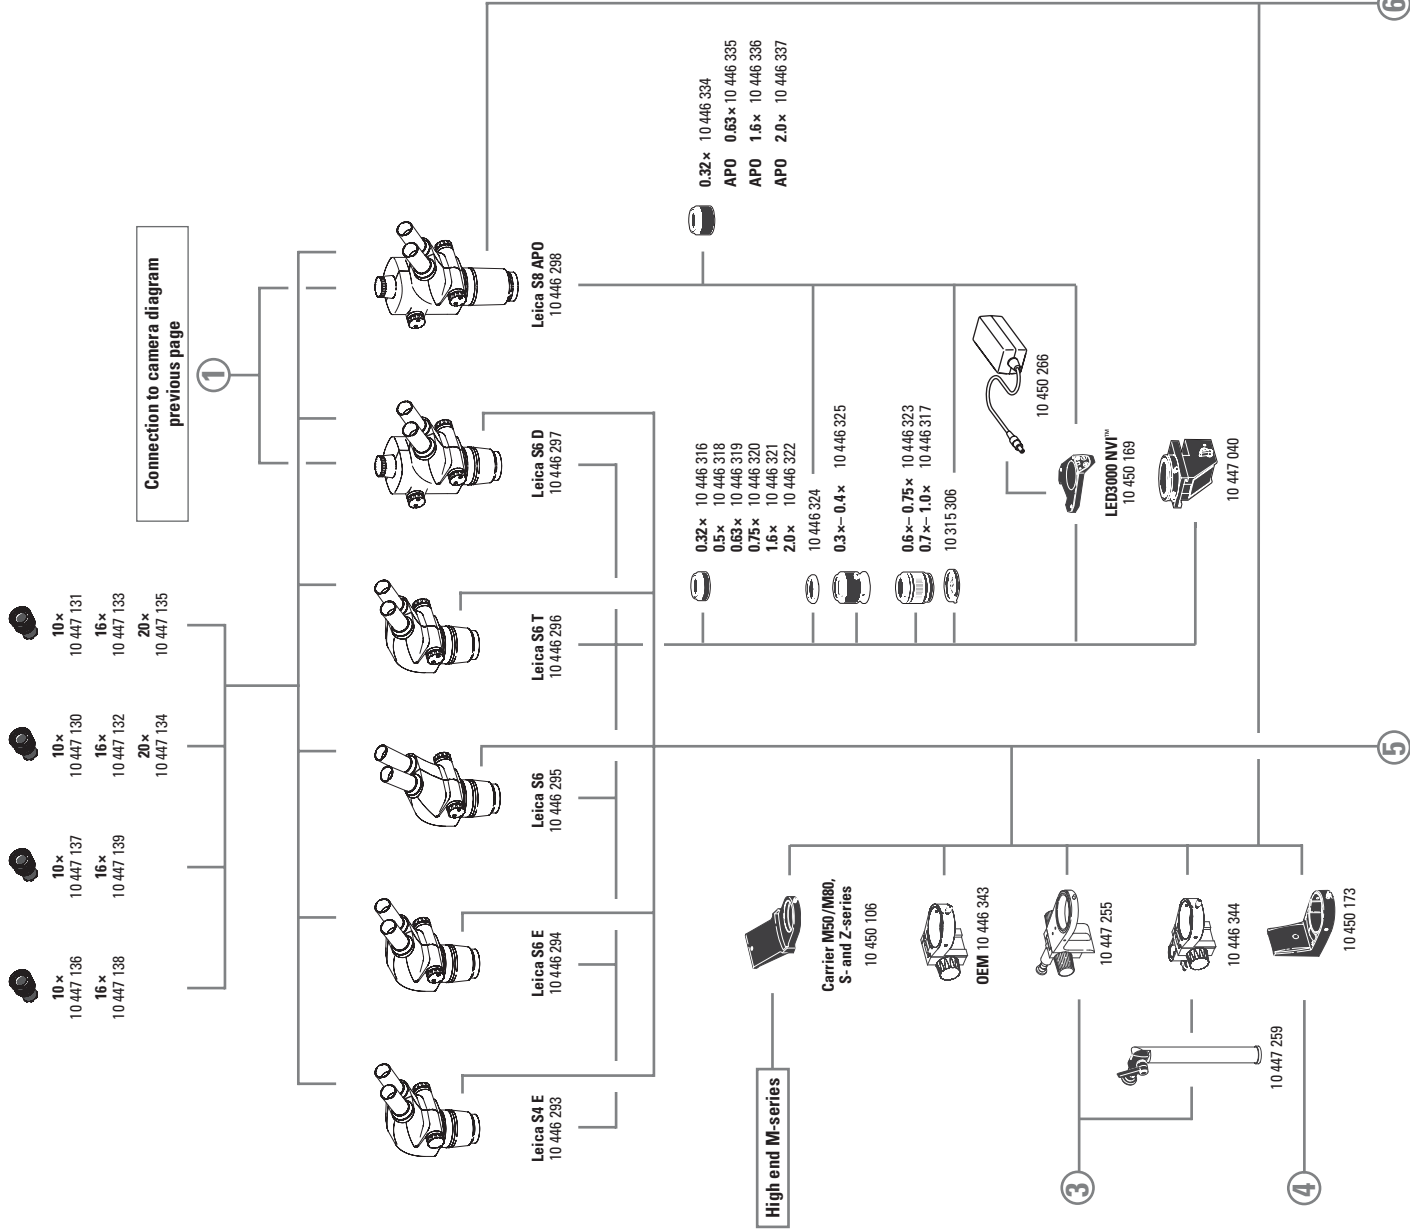 10×
10 447 136
16×
10 447 138
10×
10 447 137
16×
10 447 139
10×
10 447 130
16×
10 447 132
20×
10 447 134
10×
10 447 131
16×
10 447 133
20×
10 447 135
Connection to camera diagram
previous page
1
Leica S4 E
10 446 293
Leica S6 E
10 446 294
Leica S6
10 446 295
Leica S6 T
10 446 296
Leica S6 D
10 446 297
Leica S8 APO
10 446 298
0.32× 10 446 316
0.5× 10 446 318
0.63× 10 446 319
0.75× 10 446 320
1.6× 10 446 321
2.0× 10 446 322
10 446 324
0.3×– 0.4× 10 446 325
0.6×– 0.75× 10 446 323
0.7×– 1.0× 10 446 317
10 315 306
0.32× 10 446 334
APO 0.63× 10 446 335
APO 1.6× 10 446 336
APO 2.0× 10 446 337
10 450 266
LED3000 NVI™
10 450 169
10 447 040
High end M-series
Carrier M50/M80,
S- and Z-series
10 450 106
OEM 10 446 343
10 447 255
10 446 344
10 450 173
10 447 259
3
4
5
6